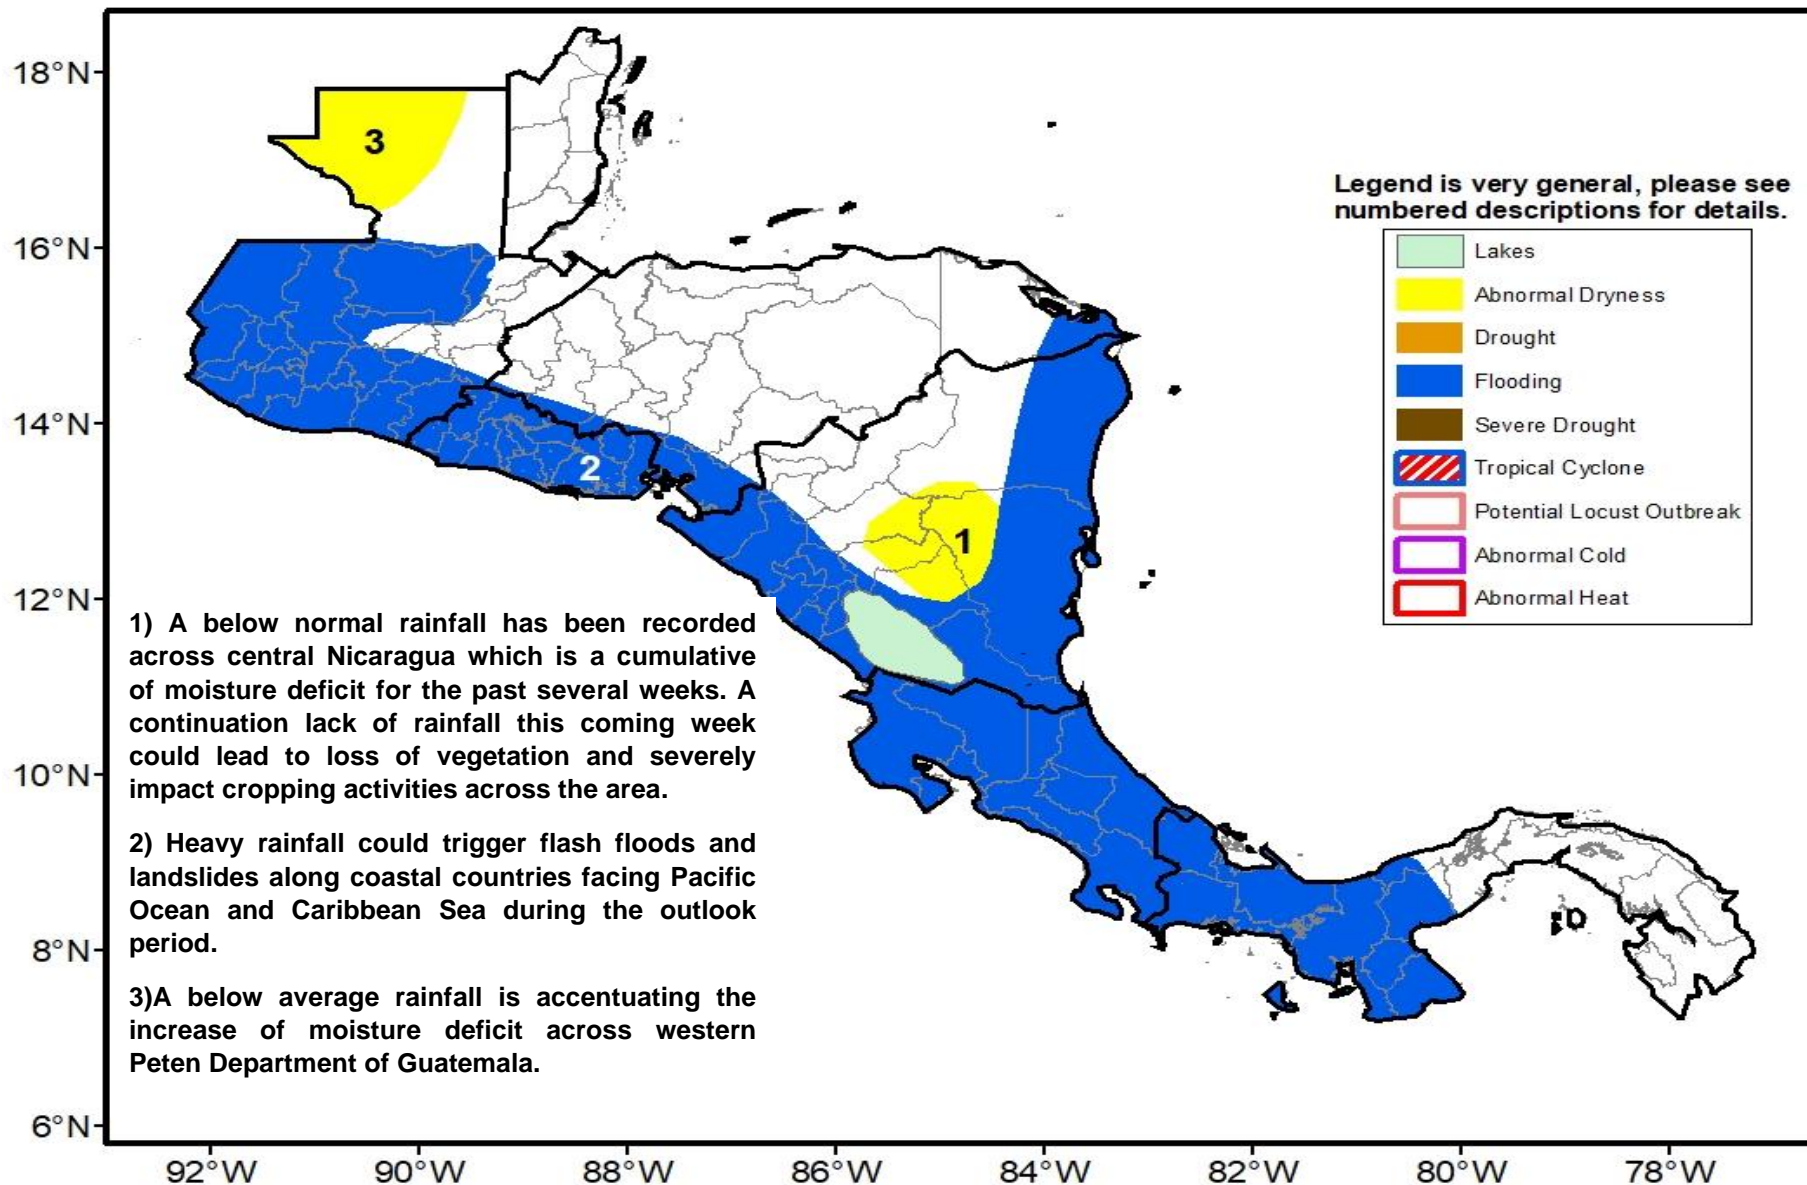 18°N
16°N
14°N
12°N
10°N
8°N
6°N
92°W
90°W
88°W
86°W
84°W
82°W
80°W
78°W
3
2
1
Legend is very general, please see
numbered descriptions for details.
Lakes
Abnormal Dryness
Drought
Flooding
Severe Drought
Tropical Cyclone
Potential Locust Outbreak
Abnormal Cold
Abnormal Heat
1) A below normal rainfall has been recorded
across central Nicaragua which is a cumulative
of moisture deficit for the past several weeks. A
continuation lack of rainfall this coming week
could lead to loss of vegetation and severely
impact cropping activities across the area.
2) Heavy rainfall could trigger flash floods and
landslides along coastal countries facing Pacific
Ocean and Caribbean Sea during the outlook
period.
3)A below average rainfall is accentuating the
increase of moisture deficit across western
Peten Department of Guatemala.